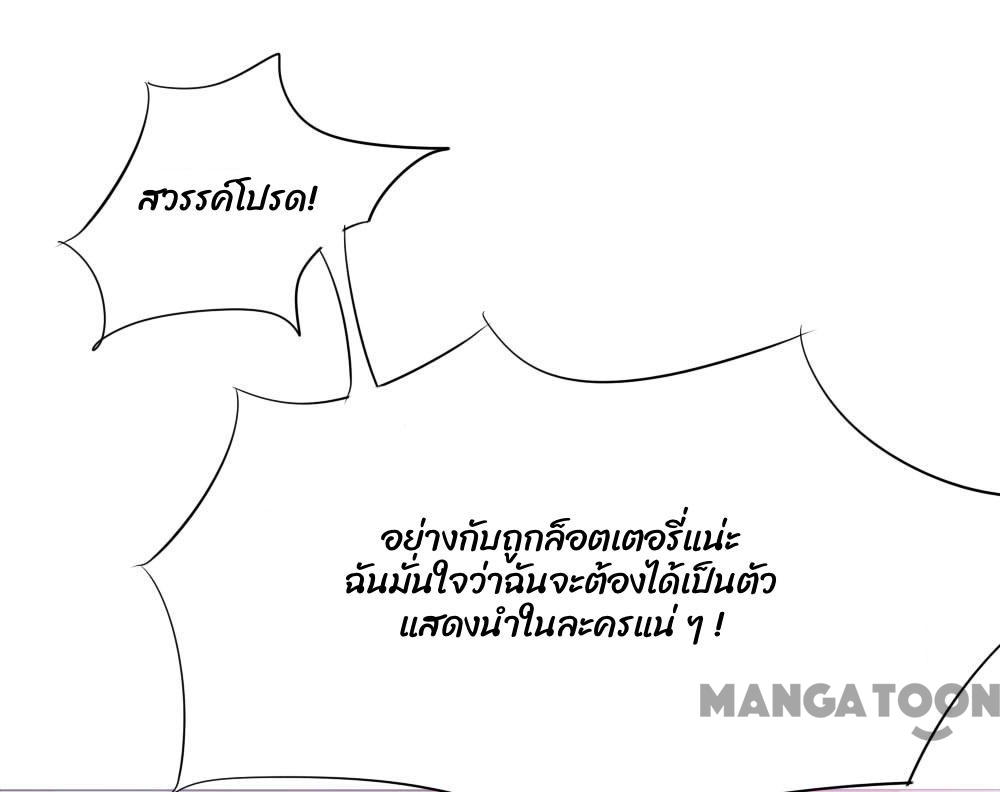 สวรรค์โปรด!
อย่างกับถูกล็อตเตอรี่แน่ะ
ฉันมั่นใจว่าฉันจะต้องได้เป็นตัว
แสดงนำในละครแน่ ๆ !
MANGATOON